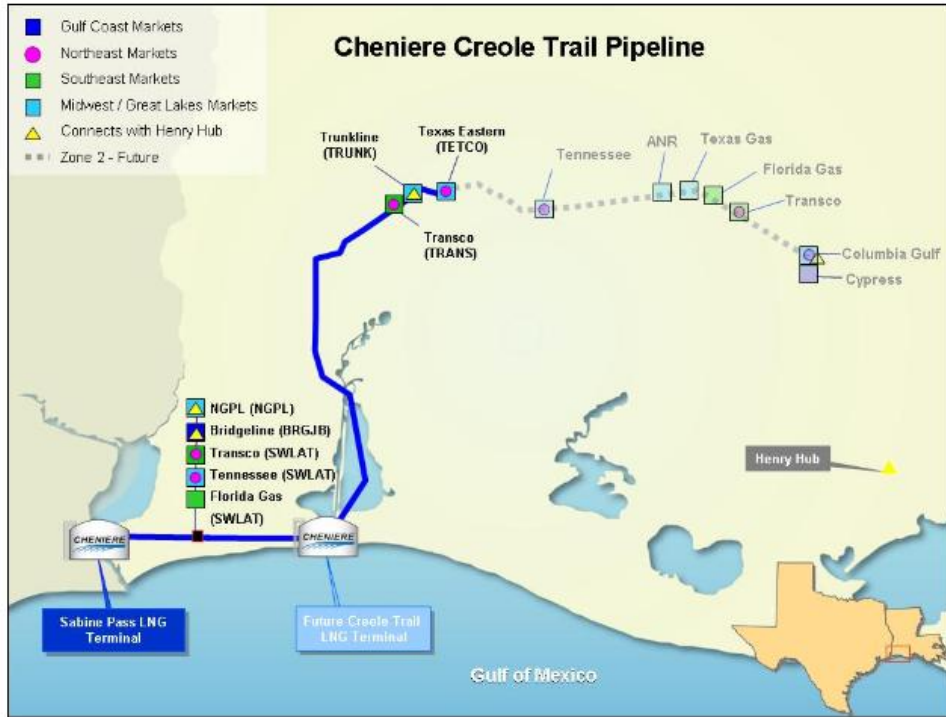 Gulf Coast Markets
Northeast Markets
Southeast Markets
Midwest / Great Lakes Markets
Connects with Henry Hub
Zone 2 - Future
Cheniere Creole Trail Pipeline
Trunkline
(TRUNK)
Texas Eastern
(TETCO)
Transco
(TRANS)
Tennessee
ANR
Texas Gas
Florida Gas
Transco
Columbia Gulf
Cypress
NGPL (NGPL)
Bridgeline (BRGJB)
Transco (SWLAT)
Tennessee (SWLAT)
Florida Gas
(SWLAT)
Henry Hub
CHENIERE
CHENIERE
Sabine Pass LNG
Terminal
Future Creole Trail
LNG Terminal
Gulf of Mexico